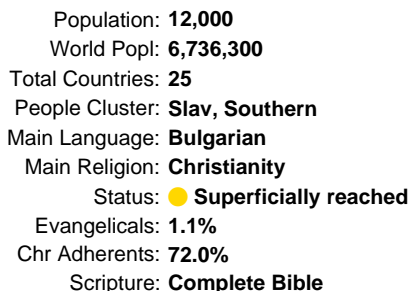 Population: 12,000
World Popl: 6,736,300
Total Countries: 25
People Cluster: Slav, Southern
Main Language: Bulgarian
Main Religion: Christianity
Status: Superficially reached
Evangelicals: 1.1%
Chr Adherents: 72.0%
Scripture: Complete Bible